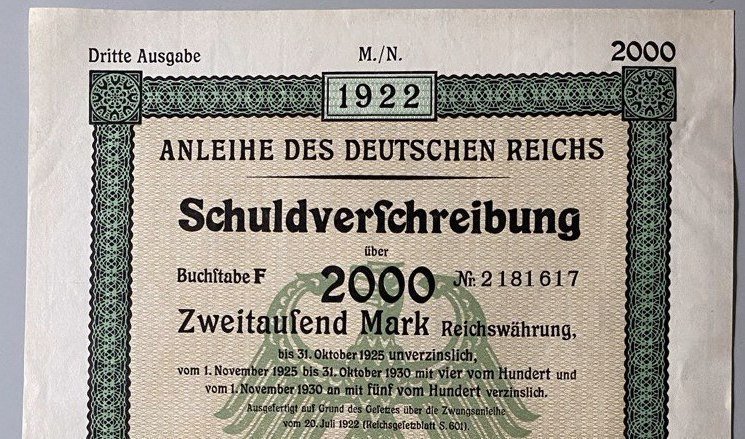 Dritte Ausgabe M./N. 2000
1922
ANLEIHE DES DEUTSCHEN REICHS
Schuldverſchreibung
über
Buchſtabe F 2000 Nr. 2181617
Zweitauſend Mark Reichswährung,
bis 31. Oktober 1925 unverzinslich,
vom 1. November 1925 bis 31. Oktober 1930 mit vier vom Hundert und
vom 1. November 1930 an mit fünf vom Hundert verzinslich.
Ausgefertigt auf Grund des Geſetzes über die Zwangsanleihe
vom 20. Juli 1922 (Reichsgeſetzblatt S. 601).